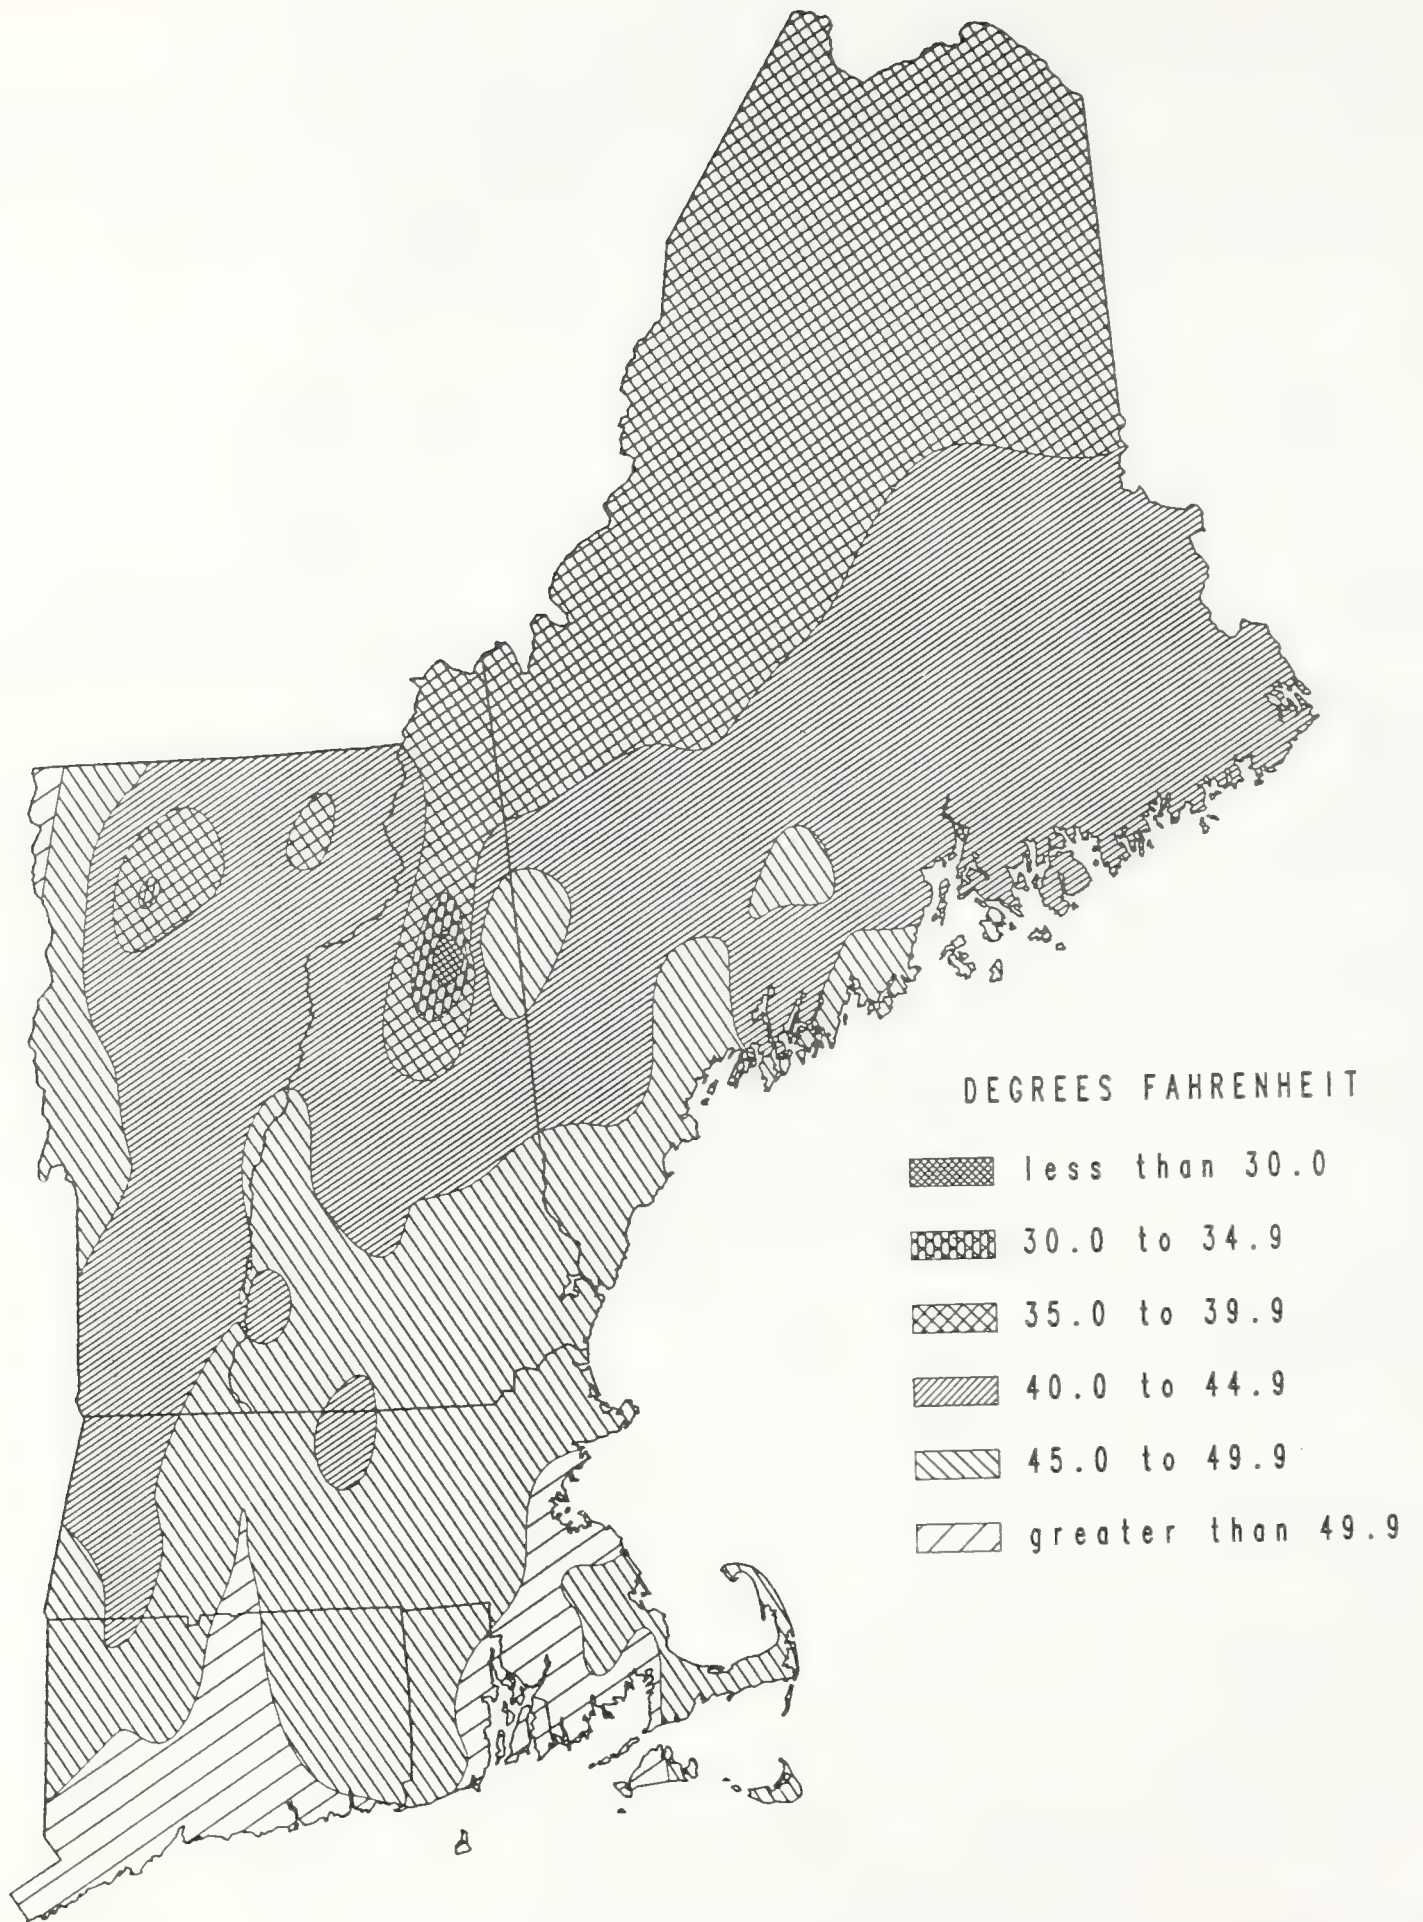 DEGREES FAHRENHEIT
less than 30.0
30.0 to 34.9
35.0 to 39.9
40.0 to 44.9
45.0 to 49.9
greater than 49.9